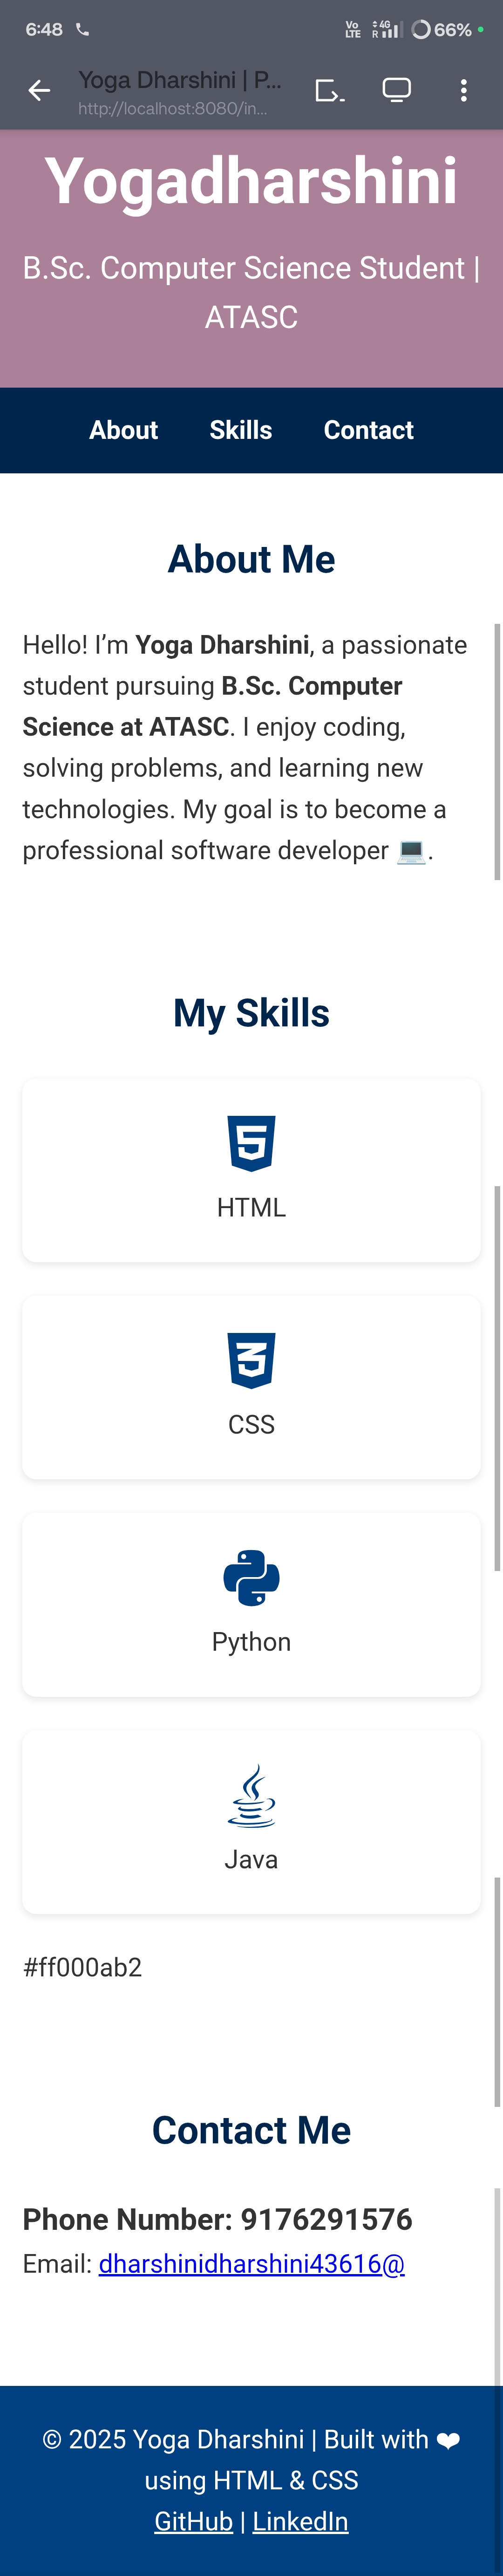 6:48
Vo LTE 4G R 66%
Yoga Dharshini | P...
http://localhost:8080/in...
Yogadharshini
B.Sc. Computer Science Student |
ATASC
About Skills Contact
About Me
Hello! I’m Yoga Dharshini, a passionate
student pursuing B.Sc. Computer
Science at ATASC. I enjoy coding,
solving problems, and learning new
technologies. My goal is to become a
professional software developer 💻.
My Skills
HTML
CSS
Python
Java
#ff000ab2
Contact Me
Phone Number: 9176291576
Email: dharshinidharshini43616@
© 2025 Yoga Dharshini | Built with ❤
using HTML & CSS
GitHub | LinkedIn